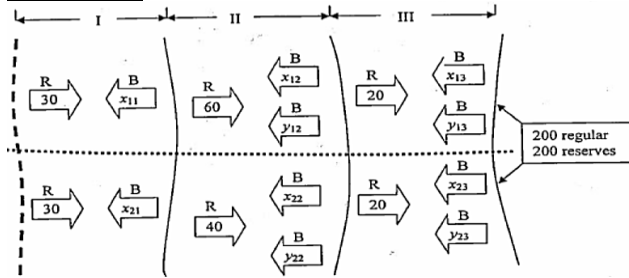 I II III
B B
R B R x12 R x13
30 x11 60 B 20 B
y12 y13
200 regular
200 reserves
B B
R B R x22 R x23
30 x21 40 B 20 B
y22 y23